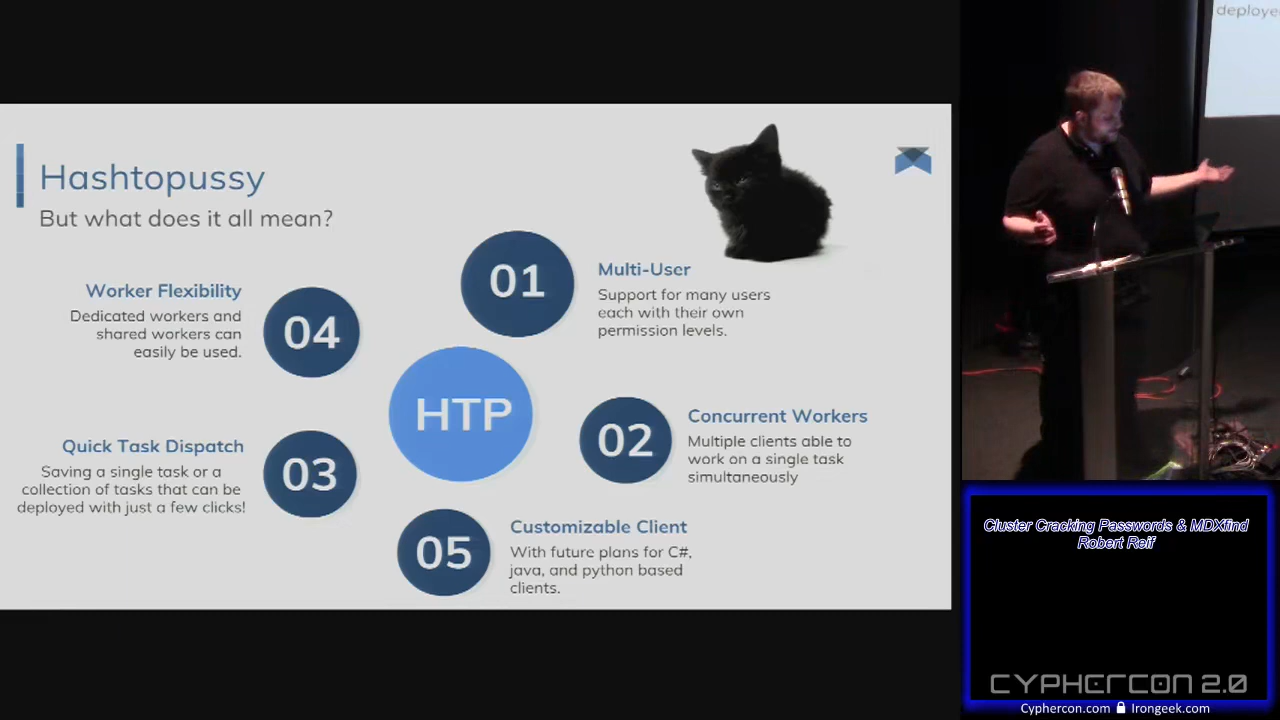 deploye
Hashtopussy
But what does it all mean?
01
Multi-User
Support for many users
each with their own
permission levels.
Worker Flexibility
Dedicated workers and
shared workers can
easily be used.
04
HTP
02
Concurrent Workers
Multiple clients able to
work on a single task
simultaneously
Quick Task Dispatch
Saving a single task or a
collection of tasks that can be
deployed with just a few clicks!
03
05
Customizable Client
With future plans for C#,
java, and python based
clients.
Cluster Cracking Passwords & MDXfind
Robert Reif
CYPHERCON 2.0
Cyphercon.com Irongeek.com